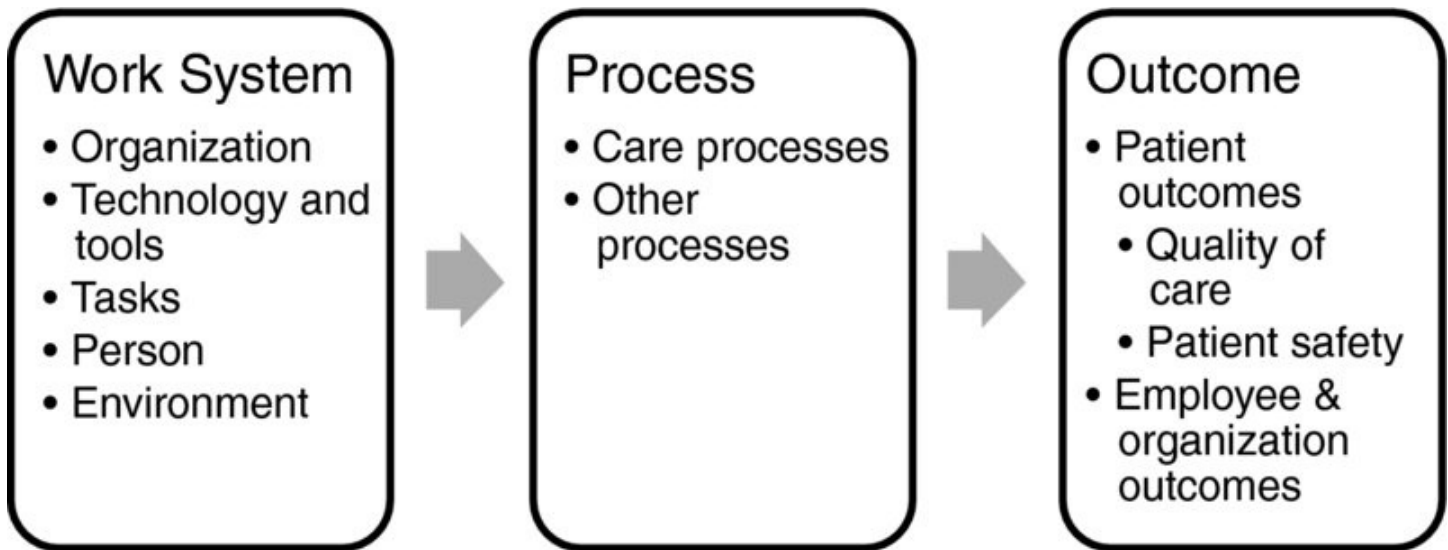 Work System
• Organization
• Technology and
tools
• Tasks
• Person
• Environment
Process
• Care processes
• Other
processes
Outcome
• Patient
outcomes
• Quality of
care
• Patient safety
• Employee &
organization
outcomes